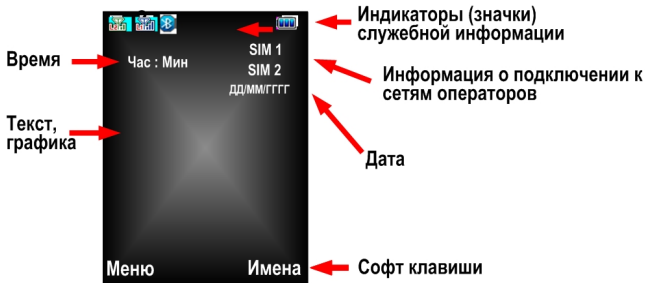 Индикаторы (значки)
служебной информации
Время
Час : Мин
SIM 1
SIM 2
ДД/ММ/ГГГГ
Информация о подключении к
сетям операторов
Текст,
графика
Дата
Меню
Имена
Софт клавиши